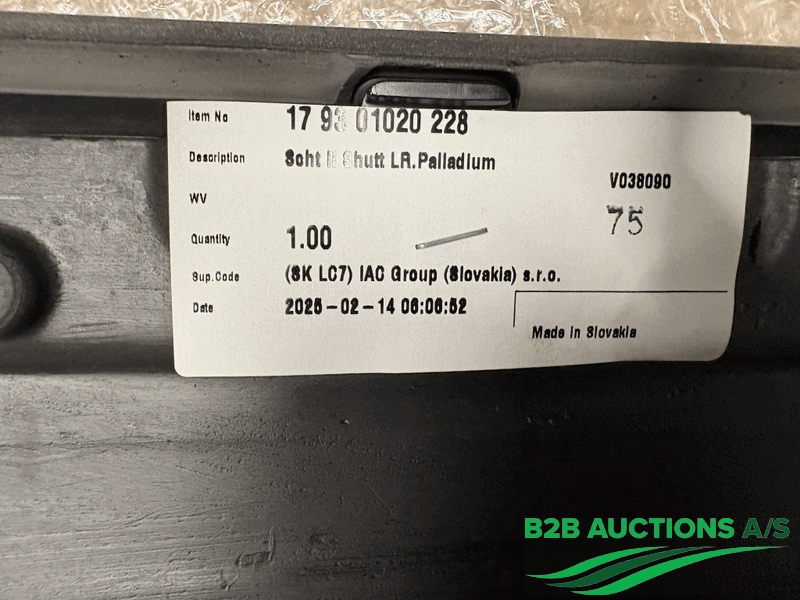 Item No 17 93 01020 228
Description Scht Shutt LR.Palladium
V038090
WV
75
Quantity 1.00
Sup.Code (SK LC7) IAC Group (Slovakia) s.r.o.
Date 2025-02-14 06:06:52
Made in Slovakia
B2B AUCTIONS A/S